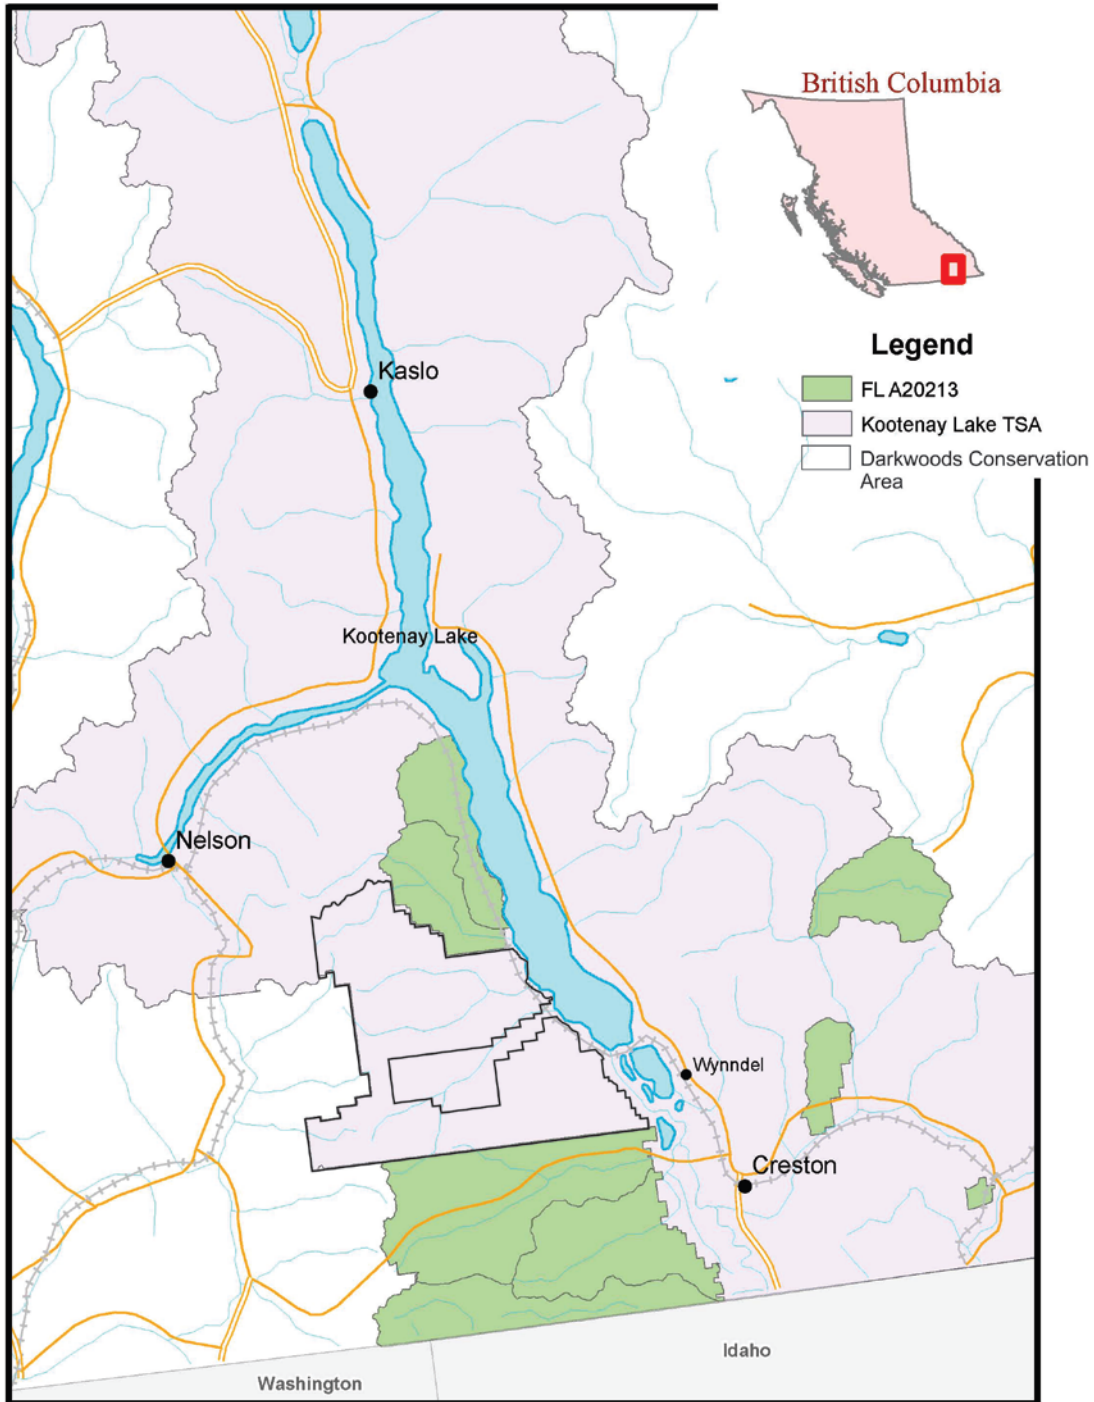 British Columbia
Legend
FL A20213
Kootenay Lake TSA
Darkwoods Conservation
Area
Kaslo
Kootenay Lake
Nelson
Wynndel
Creston
Idaho
Washington